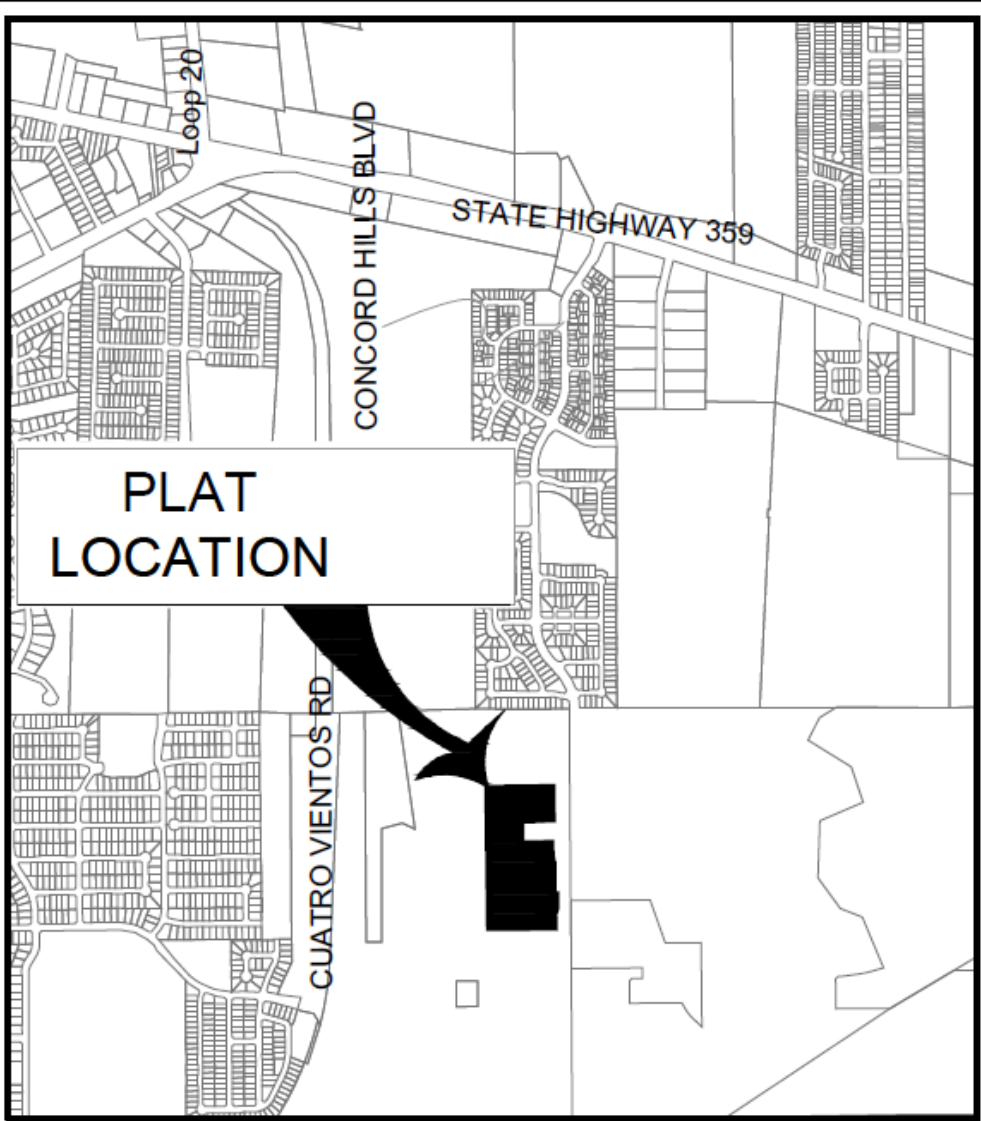 Loop 20
CONCORD HILLS BLVD
STATE HIGHWAY 359
PLAT
LOCATION
CUATRO VIENTOS RD